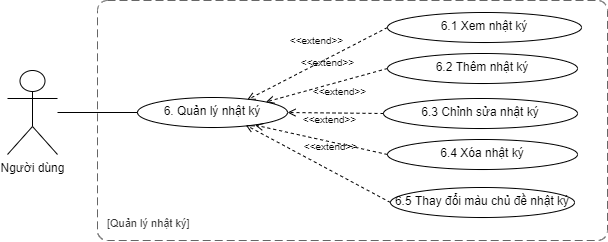 6.1 Xem nhật ký
<<extend>>
6.2 Thêm nhật ký
<<extend>>
<<extend>>
6. Quản lý nhật ký
6.3 Chỉnh sửa nhật ký
<<extend>>
6.4 Xóa nhật ký
<<extend>>
Người dùng
6.5 Thay đổi màu chủ đề nhật ký
[Quản lý nhật ký]